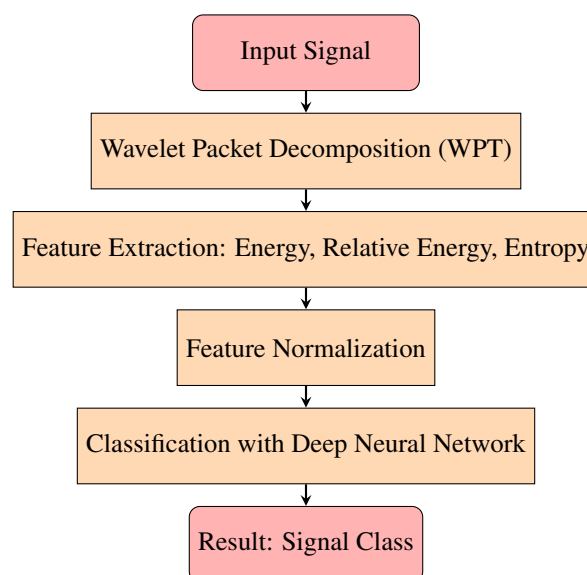 Input Signal
Wavelet Packet Decomposition (WPT)
Feature Extraction: Energy, Relative Energy, Entropy
Feature Normalization
Classification with Deep Neural Network
Result: Signal Class